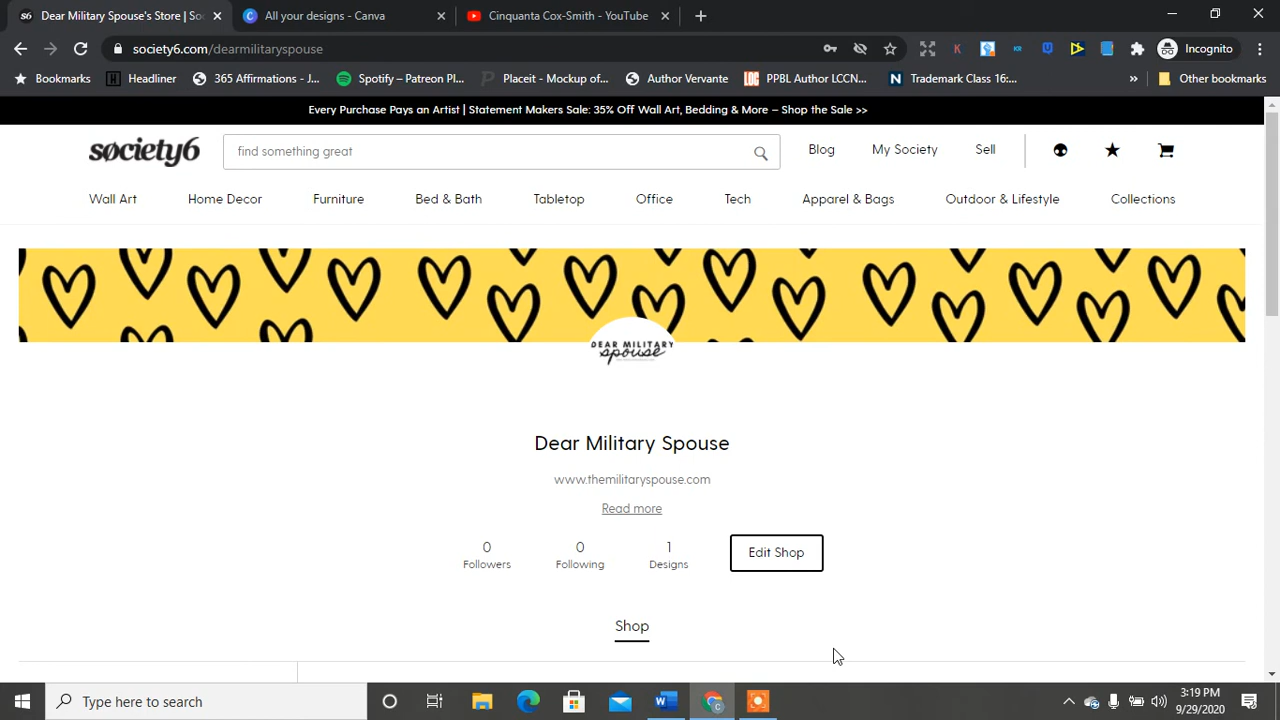 Dear Military Spouse's Store | So
All your designs - Canva
Cinquanta Cox-Smith - YouTube
society6.com/dearmilitaryspouse
Incognito
Bookmarks
Headliner
365 Affirmations - J...
Spotify – Patreon Pl...
Placeit - Mockup of...
Author Vervante
PPBL Author LCCN...
Trademark Class 16:...
»
Other bookmarks
Every Purchase Pays an Artist | Statement Makers Sale: 35% Off Wall Art, Bedding & More – Shop the Sale >>
society6
find something great
Blog
My Society
Sell
Wall Art
Home Decor
Furniture
Bed & Bath
Tabletop
Office
Tech
Apparel & Bags
Outdoor & Lifestyle
Collections
DEAR MILITARY
spouse
Dear Military Spouse
www.themilitaryspouse.com
Read more
0
Followers
0
Following
1
Designs
Edit Shop
Shop
Type here to search
3:19 PM
9/29/2020